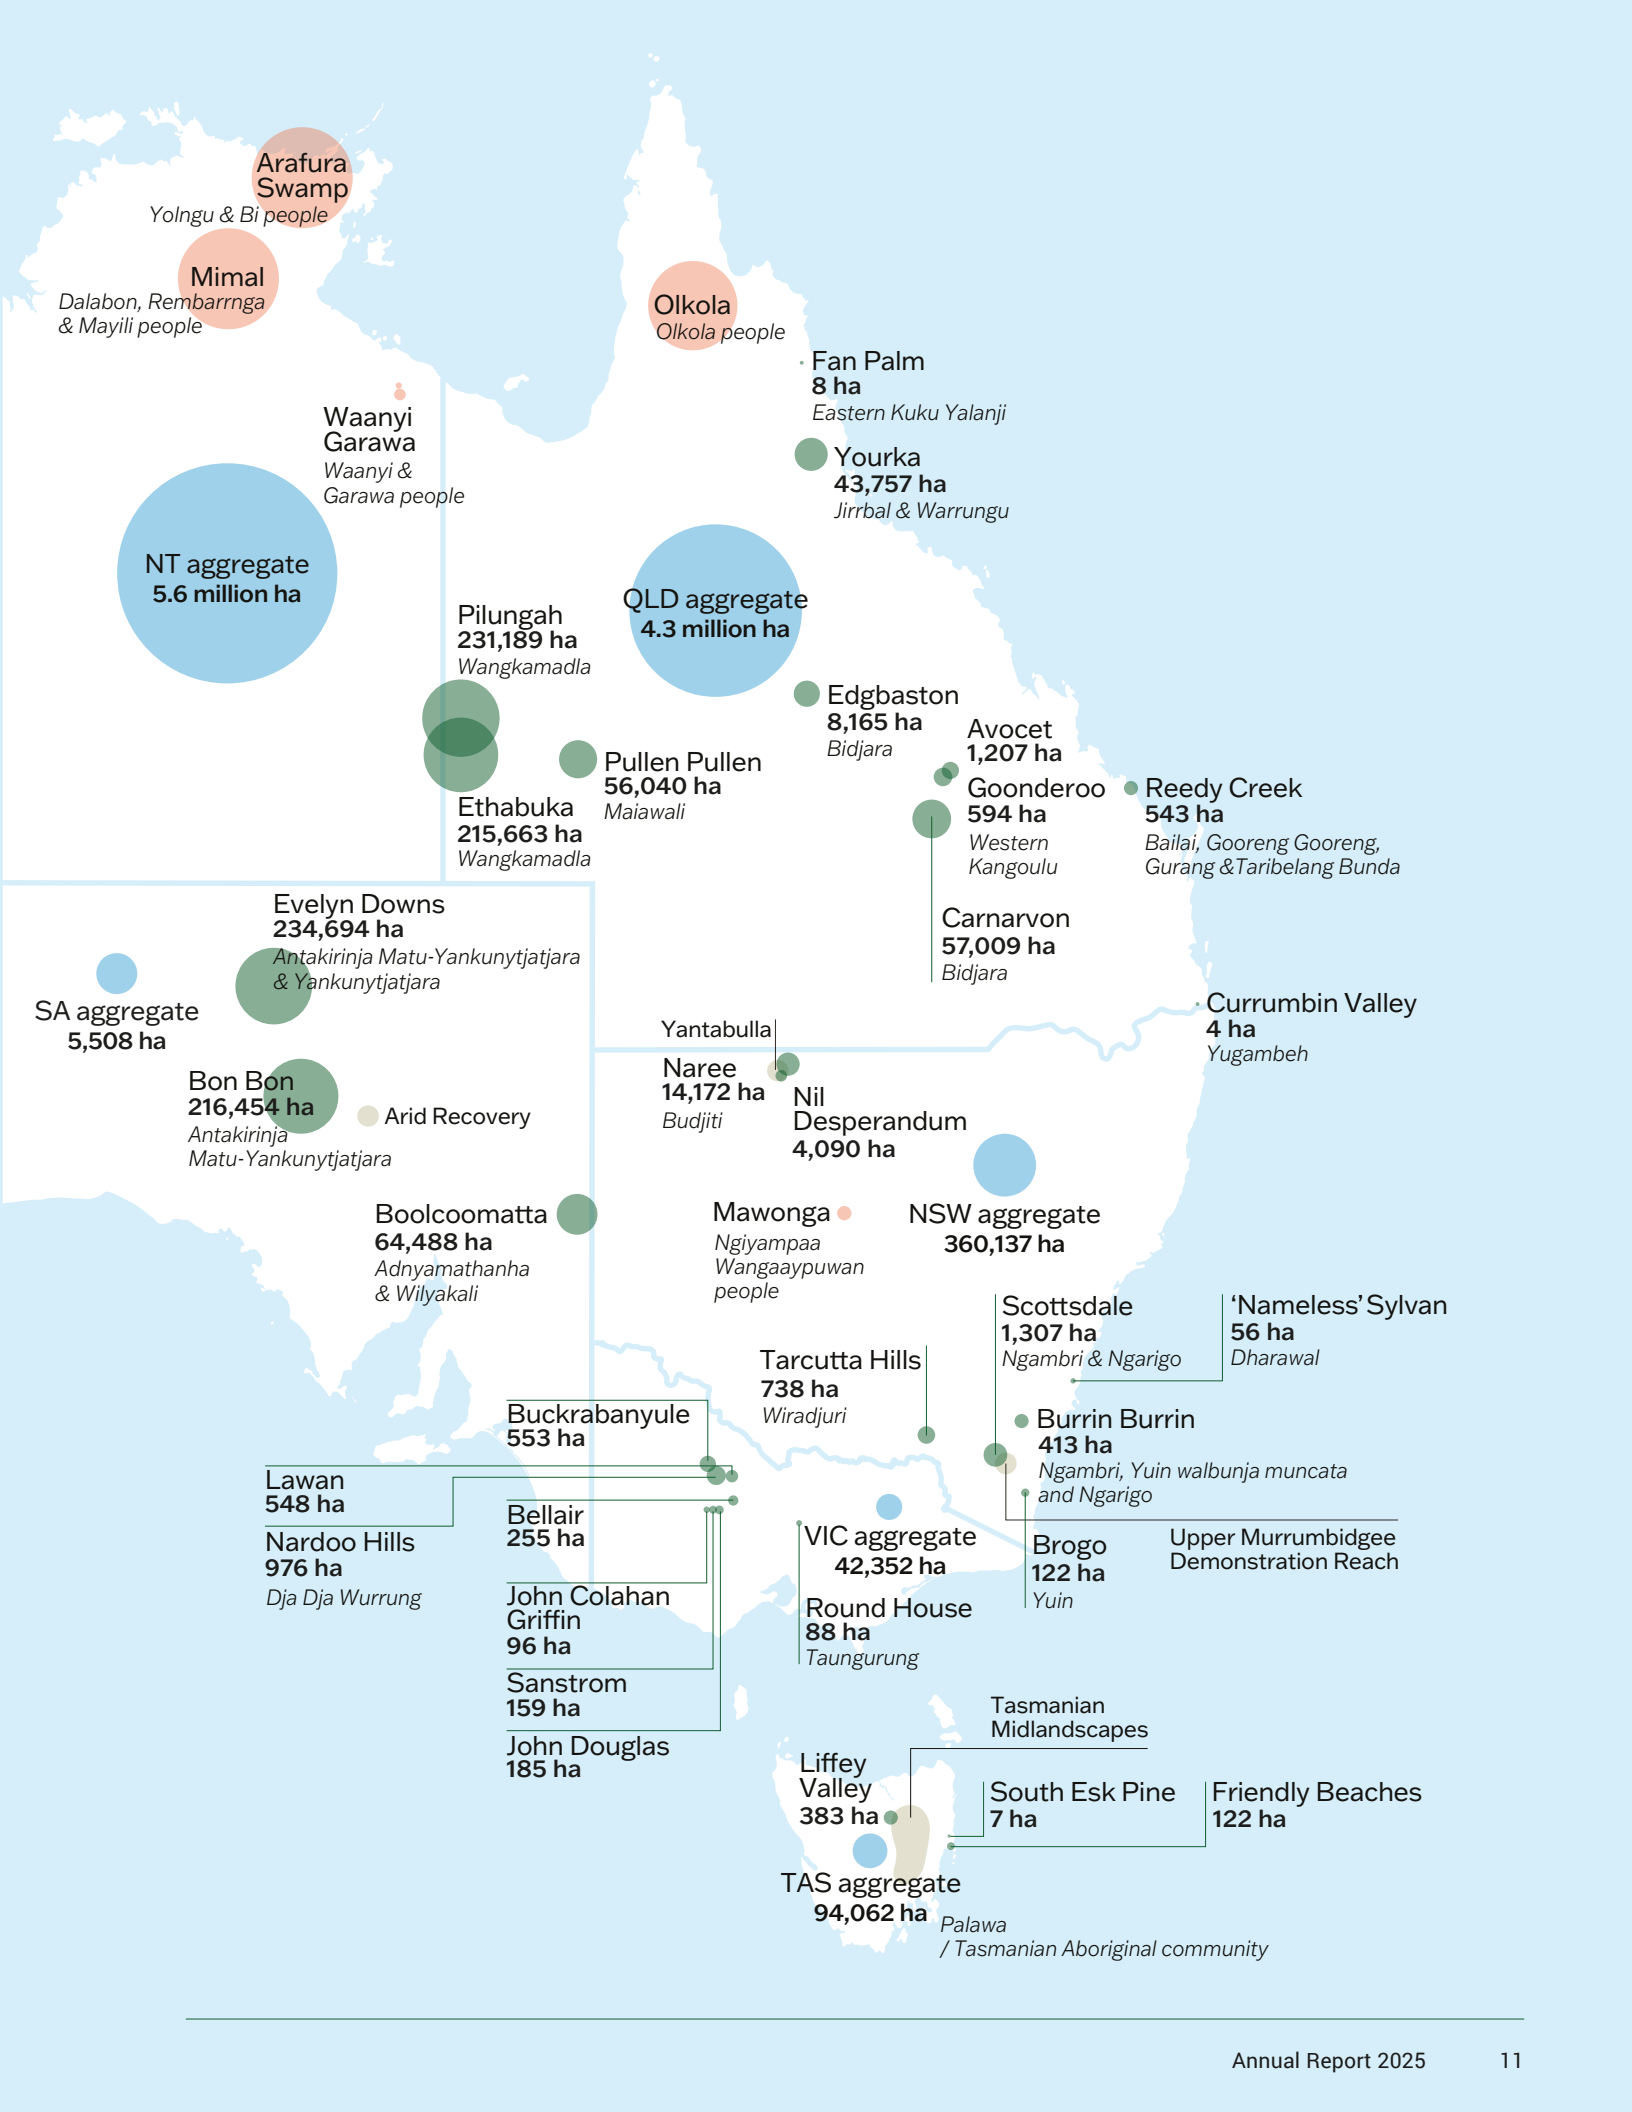 Arafura
Swamp
Yolngu & Bi people
Mimal
Dalabon, Rembarrnga
& Mayili people
Olkola
Olkola people
Fan Palm
8 ha
Eastern Kuku Yalanji
Waanyi
Garawa
Waanyi &
Garawa people
Yourka
43,757 ha
Jirrbal & Warrungu
NT aggregate
5.6 million ha
QLD aggregate
4.3 million ha
Pilungah
231,189 ha
Wangkamadla
Edgbaston
8,165 ha
Bidjara
Avocet
1,207 ha
Pullen Pullen
56,040 ha
Maiawali
Goonderoo
594 ha
Western
Kangoulu
Reedy Creek
543 ha
Bailai, Gooreng Gooreng,
Gurang &Taribelang Bunda
Ethabuka
215,663 ha
Wangkamadla
Evelyn Downs
234,694 ha
Antakirinja Matu-Yankunytjatjara
& Yankunytjatjara
Carnarvon
57,009 ha
Bidjara
SA aggregate
5,508 ha
Currumbin Valley
4 ha
Yugambeh
Yantabulla
Naree
14,172 ha
Budjiti
Nil
Desperandum
4,090 ha
Bon Bon
216,454 ha
Antakirinja
Matu-Yankunytjatjara
Arid Recovery
Boolcoomatta
64,488 ha
Adnyamathanha
& Wilyakali
Mawonga
Ngiyampaa
Wangaaypuwan
people
NSW aggregate
360,137 ha
Scottsdale
1,307 ha
Ngambri & Ngarigo
‘Nameless’ Sylvan
56 ha
Dharawal
Tarcutta Hills
738 ha
Wiradjuri
Buckrabanyule
553 ha
Burrin Burrin
413 ha
Ngambri, Yuin walbunja muncata
and Ngarigo
Lawan
548 ha
Bellair
255 ha
Nardoo Hills
976 ha
Dja Dja Wurrung
VIC aggregate
42,352 ha
Brogo
122 ha
Yuin
Upper Murrumbidgee
Demonstration Reach
John Colahan
Griffin
96 ha
Round House
88 ha
Taungurung
Sanstrom
159 ha
John Douglas
185 ha
Tasmanian
Midlandscapes
Liffey
Valley
383 ha
South Esk Pine
7 ha
Friendly Beaches
122 ha
TAS aggregate
94,062 ha
Palawa
/ Tasmanian Aboriginal community
Annual Report 2025 11